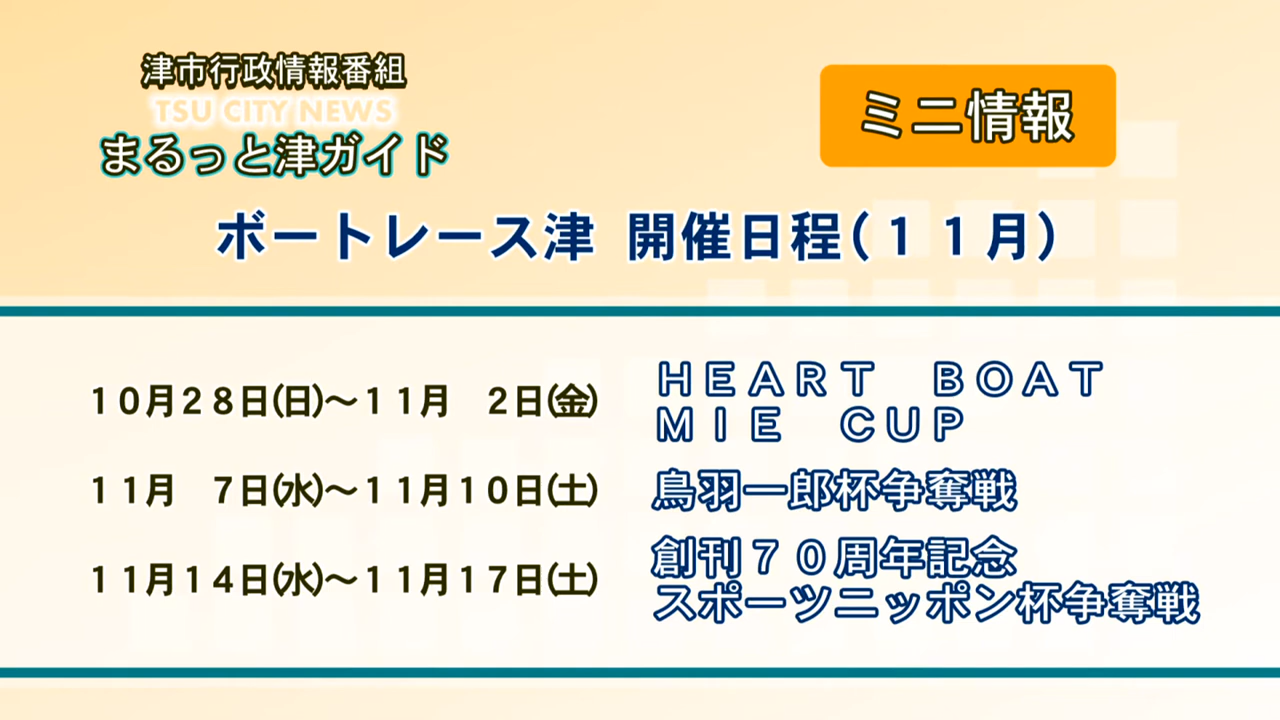 津市行政情報番組
TSU CITY NEWS
まるっと津ガイド
ミニ情報
ボートレース津 開催日程(１１月)
１０月２８日(日)～１１月　２日(金)
ＨＥＡＲＴ　ＢＯＡＴ
ＭＩＥ　ＣＵＰ
１１月　７日(水)～１１月１０日(土)
鳥羽一郎杯争奪戦
１１月１４日(水)～１１月１７日(土)
創刊７０周年記念
スポーツニッポン杯争奪戦